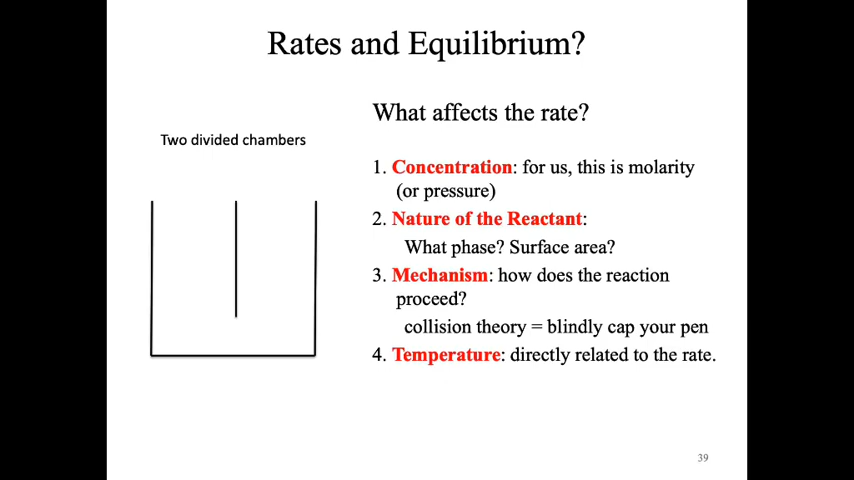 Rates and Equilibrium?
What affects the rate?
Two divided chambers
1. Concentration: for us, this is molarity
(or pressure)
2. Nature of the Reactant:
What phase? Surface area?
3. Mechanism: how does the reaction
proceed?
collision theory = blindly cap your pen
4. Temperature: directly related to the rate.
39